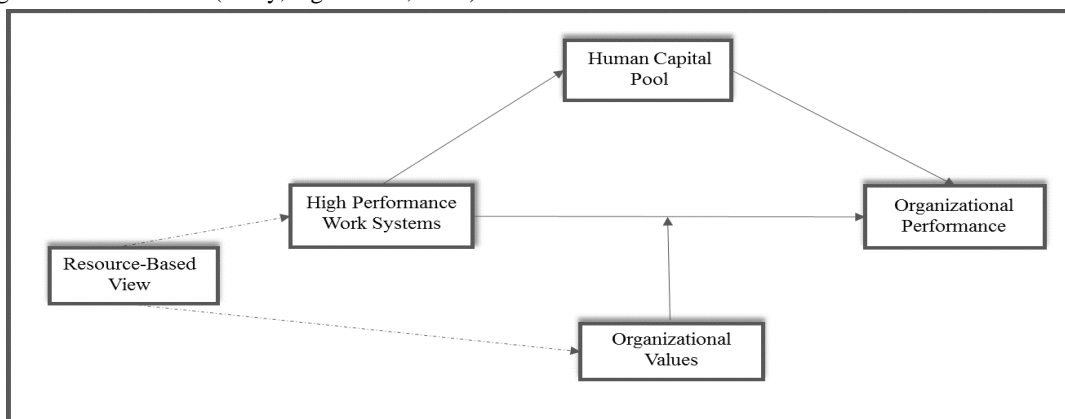 Human Capital
Pool
High Performance
Work Systems
Organizational
Performance
Resource-Based
View
Organizational
Values